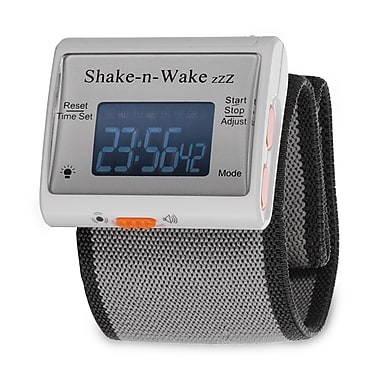 Shake-n-Wake zZZ
Reset
Time Set
Start
Stop
Adjust
23:56 42
Mode